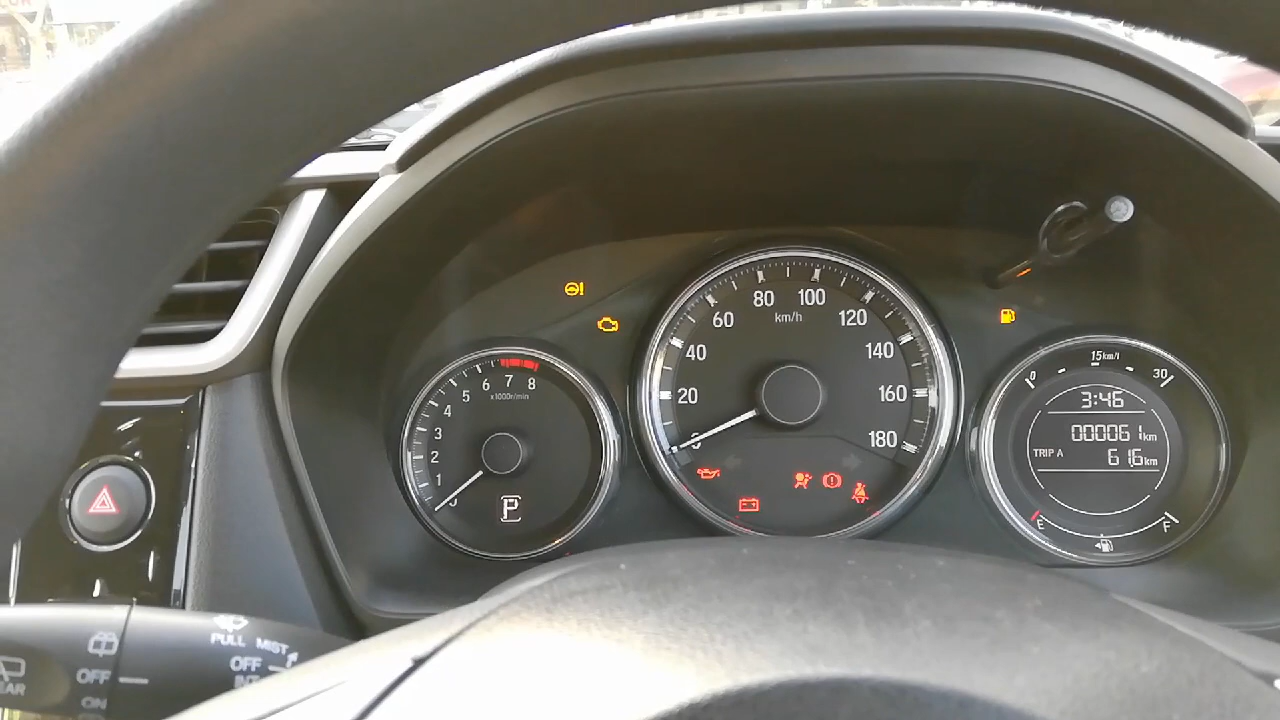 80 100
km/h
60 120
40 140
20 160
0 180
6 7 8
x1000r/min
5
4
3
2
1
P
15km/l
0 30
3:46
000061km
TRIP A 61.6km
E F
PULL MIST
OFF
INT
OFF
ON
REAR